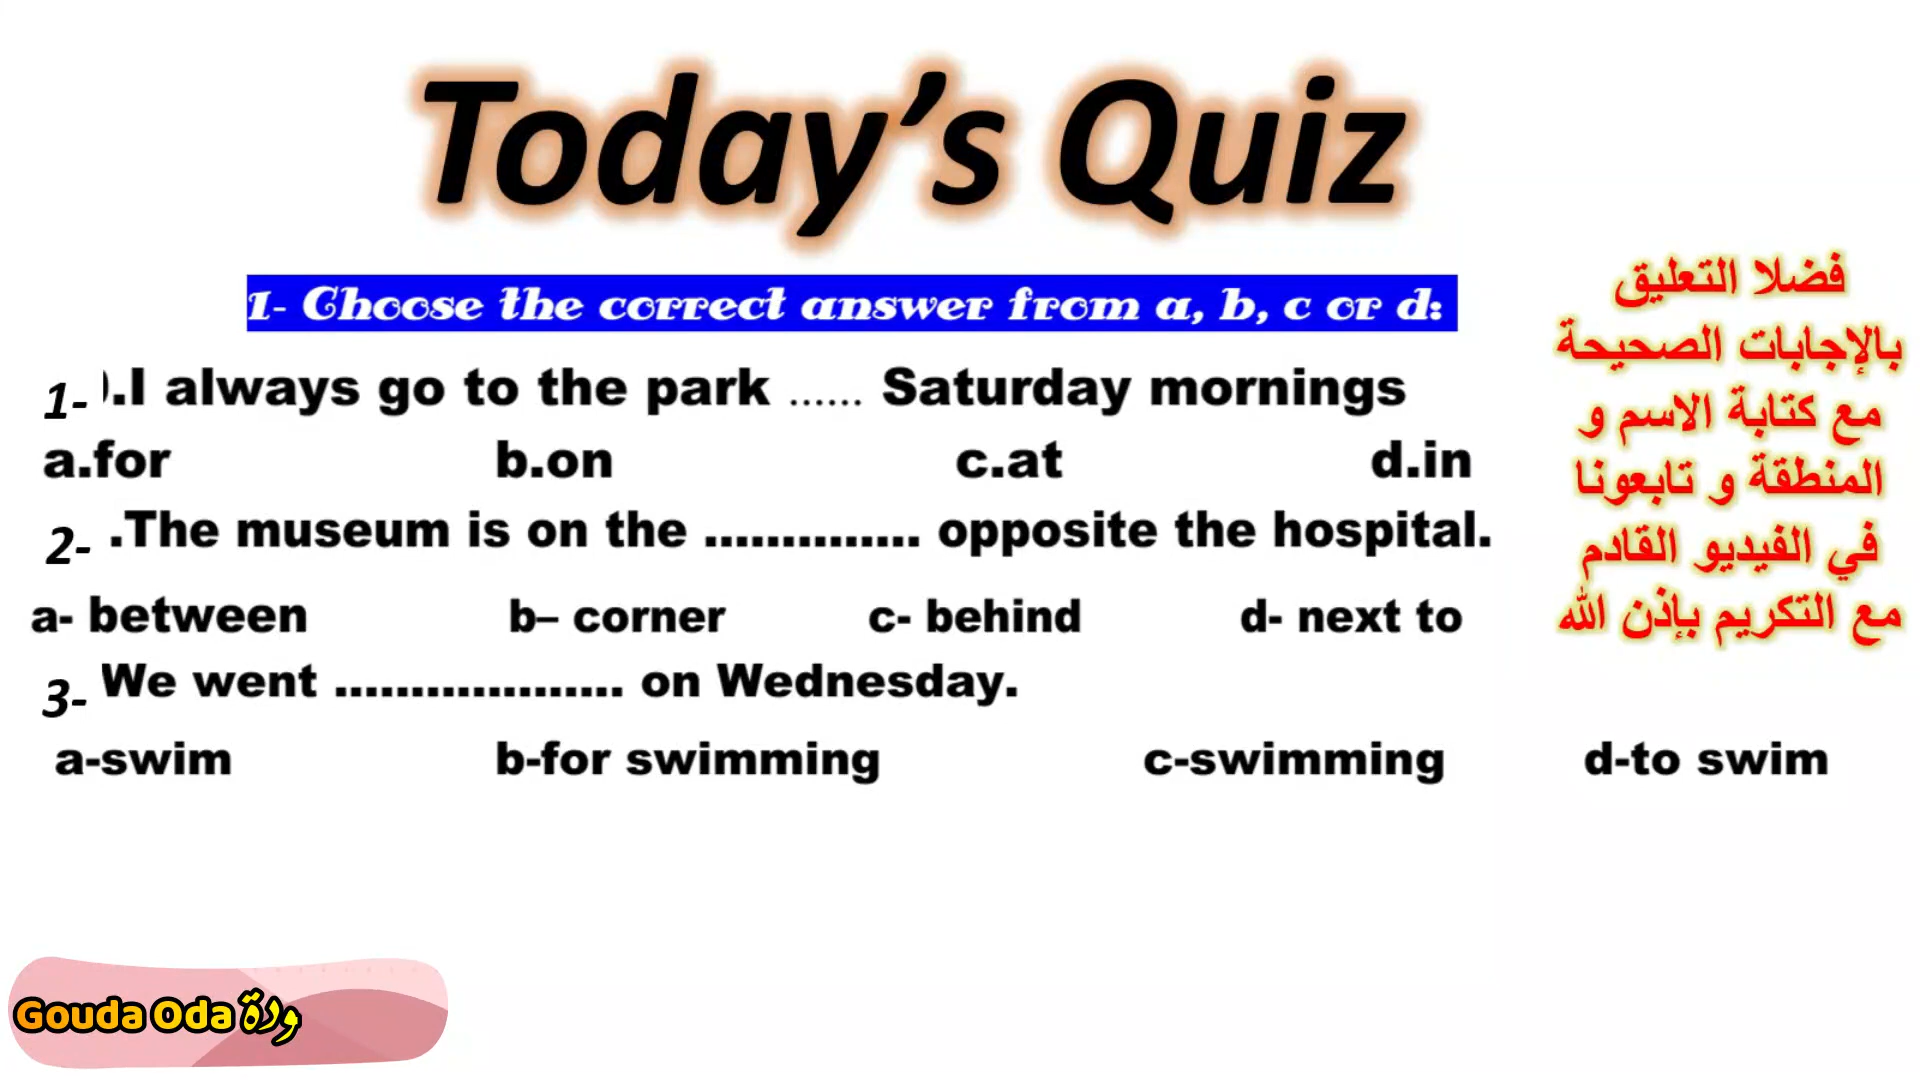 Today's Quiz
1- Choose the correct answer from a, b, c or d:
1- .I always go to the park ...... Saturday mornings
a.for b.on c.at d.in
2- .The museum is on the .............. opposite the hospital.
a- between b– corner c- behind d- next to
3- We went ................... on Wednesday.
a-swim b-for swimming c-swimming d-to swim
فضلا التعليق
بالإجابات الصحيحة
مع كتابة الاسم و
المنطقة و تابعونا
في الفيديو القادم
مع التكريم بإذن الله
Gouda Oda ودة